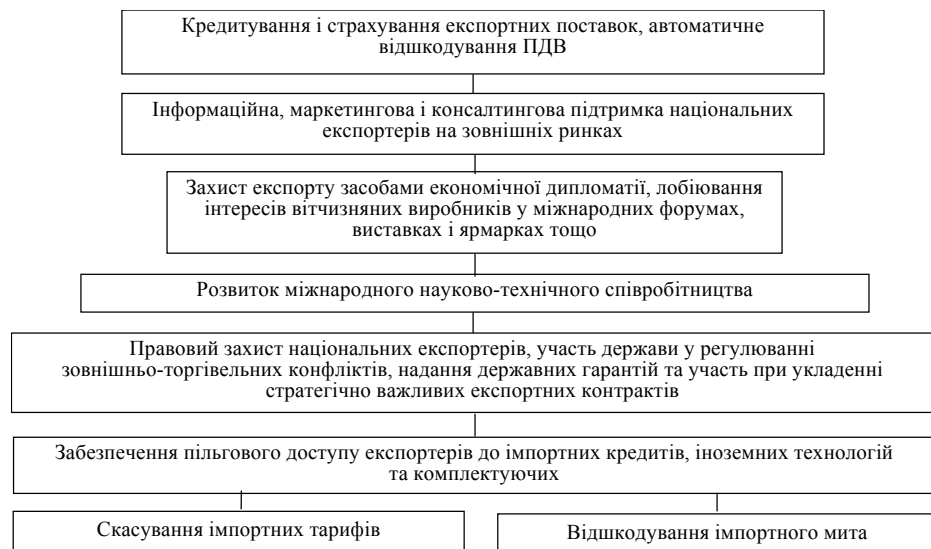 Кредитування і страхування експортних поставок, автоматичне
відшкодування ПДВ
Інформаційна, маркетингова і консалтингова підтримка національних
експортерів на зовнішніх ринках
Захист експорту засобами економічної дипломатії, лобіювання
інтересів вітчизняних виробників у міжнародних форумах,
виставках і ярмарках тощо
Розвиток міжнародного науково-технічного співробітництва
Правовий захист національних експортерів, участь держави у регулюванні
зовнішньо-торгівельних конфліктів, надання державних гарантій та участь при укладенні
стратегічно важливих експортних контрактів
Забезпечення пільгового доступу експортерів до імпортних кредитів, іноземних технологій
та комплектуючих
Скасування імпортних тарифів
Відшкодування імпортного мита